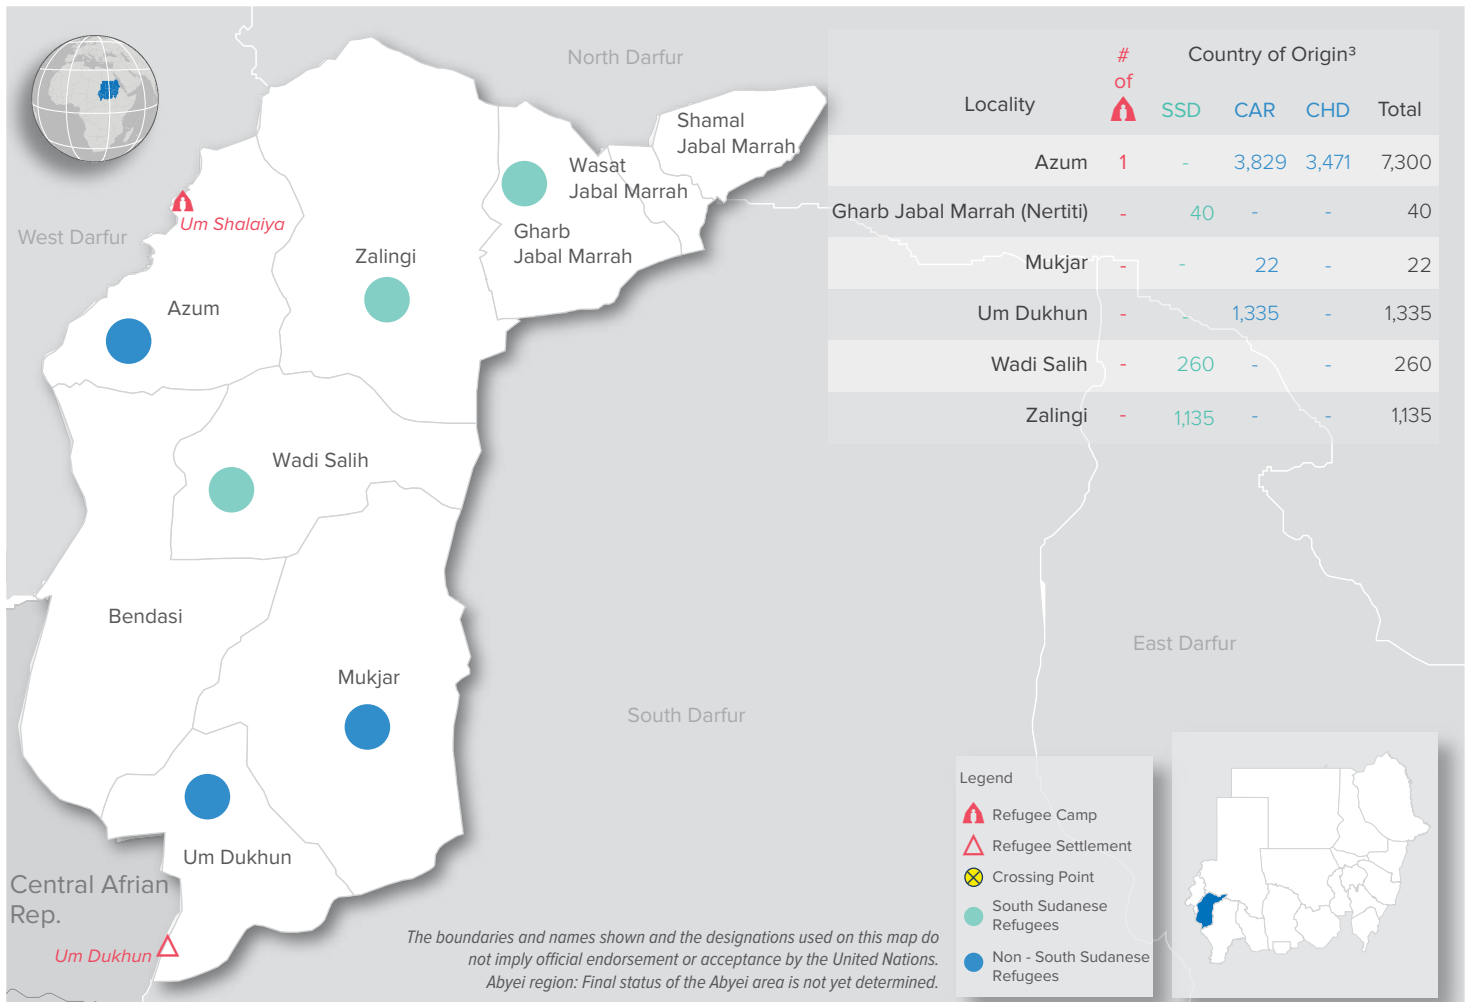 North Darfur
Shamal
Jabal Marrah
Wasat
Jabal Marrah
Gharb
Jabal Marrah
Um Shalaiya
West Darfur
Zalingi
Azum
Wadi Salih
Bendasi
Mukjar
Um Dukhun
Central Afrian
Rep.
Um Dukhun
South Darfur
East Darfur
# of
Country of Origin³
Locality SSD CAR CHD Total
Azum 1 - 3,829 3,471 7,300
Gharb Jabal Marrah (Nertiti) - 40 - - 40
Mukjar - - 22 - 22
Um Dukhun - - 1,335 - 1,335
Wadi Salih - 260 - - 260
Zalingi - 1,135 - - 1,135
The boundaries and names shown and the designations used on this map do
not imply official endorsement or acceptance by the United Nations.
Abyei region: Final status of the Abyei area is not yet determined.
Legend
Refugee Camp
Refugee Settlement
Crossing Point
South Sudanese
Refugees
Non - South Sudanese
Refugees